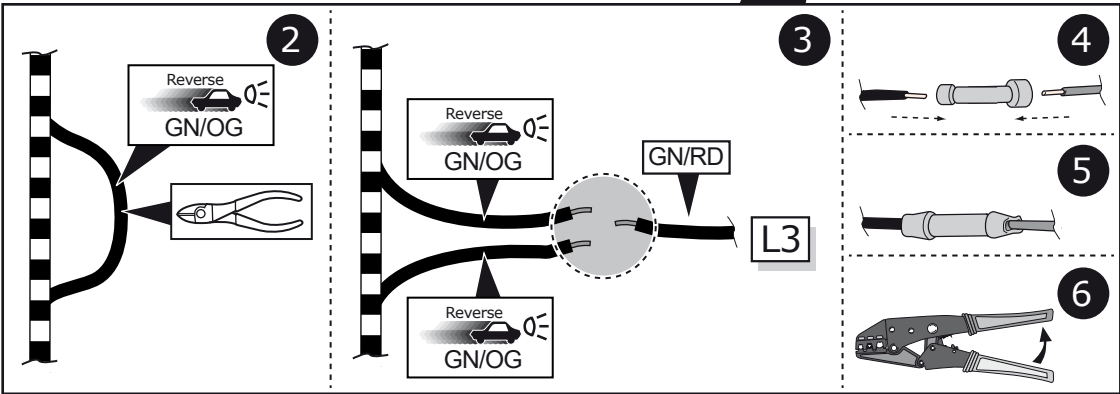 2
Reverse
GN/OG
3
Reverse
GN/OG
GN/RD
L3
Reverse
GN/OG
4
5
6